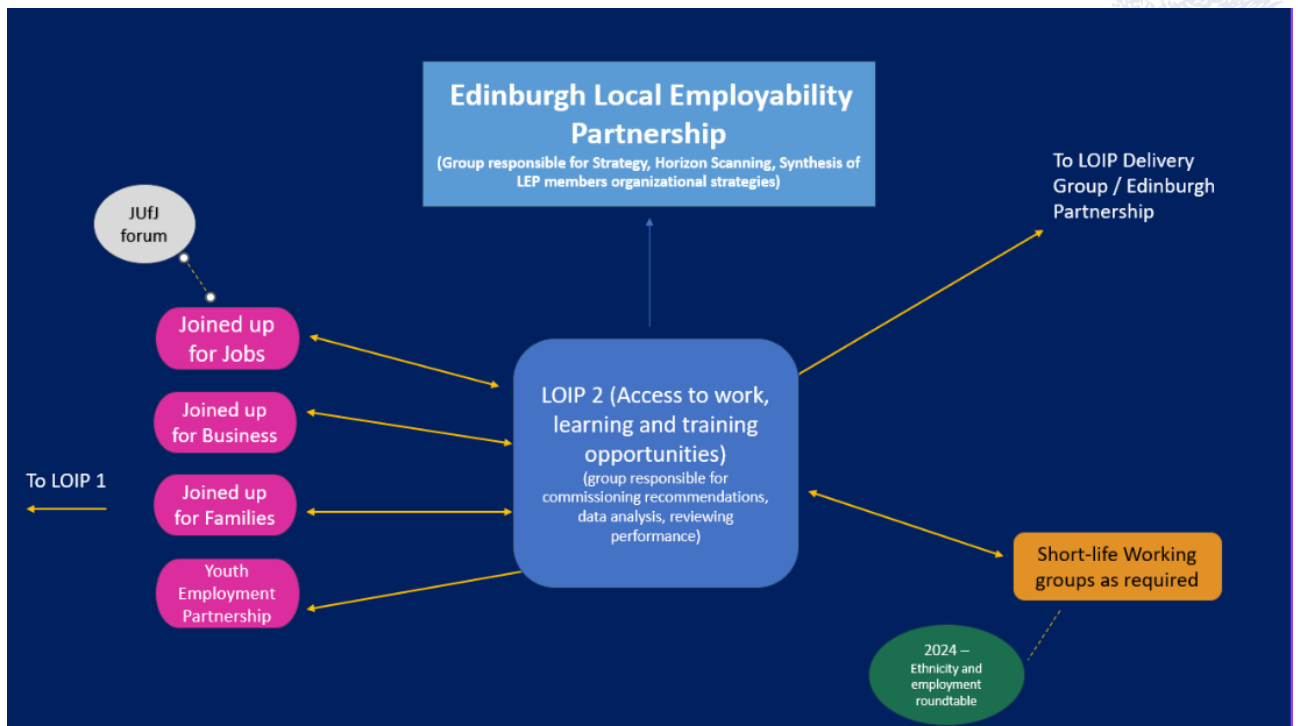 Edinburgh Local Employability
Partnership
(Group responsible for Strategy, Horizon Scanning, Synthesis of
LEP members organizational strategies)
To LOIP Delivery
Group / Edinburgh
Partnership
JUfJ
forum
Joined up
for Jobs
Joined up
for Business
To LOIP 1
Joined up
for Families
Youth
Employment
Partnership
LOIP 2 (Access to work,
learning and training
opportunities)
(group responsible for
commissioning recommendations,
data analysis, reviewing
performance)
Short-life Working
groups as required
2024 –
Ethnicity and
employment
roundtable